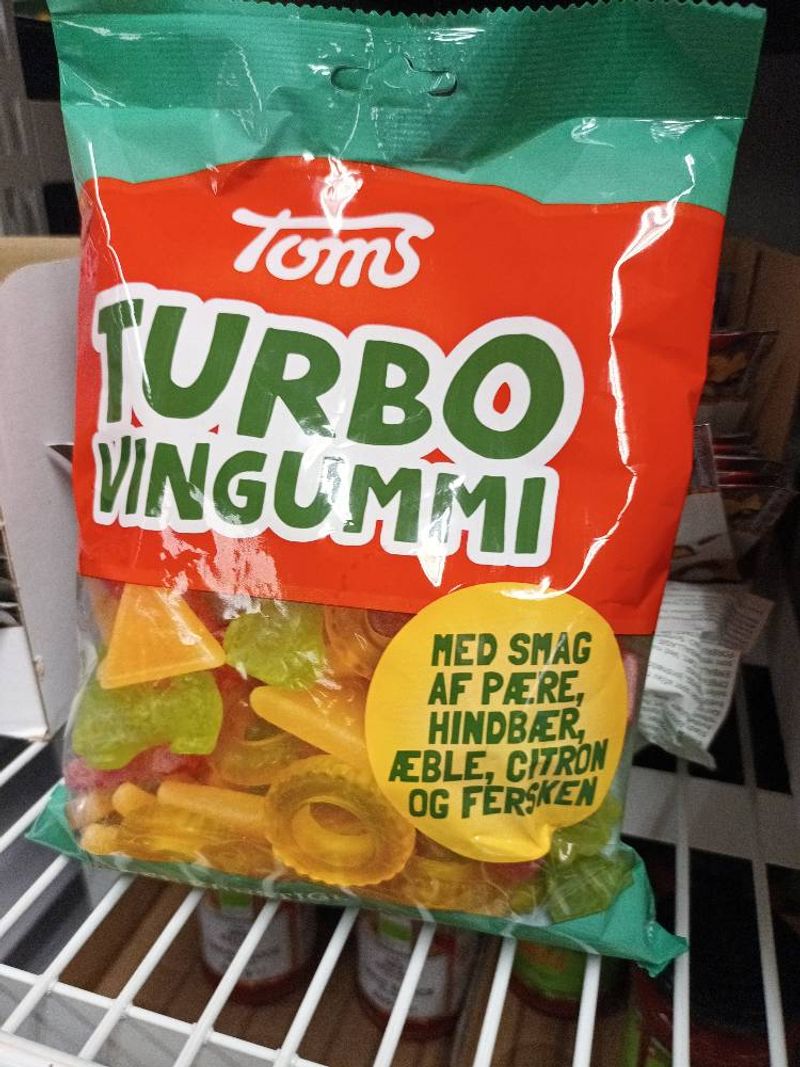 Toms
TURBO
VINGUMMI
MED SMAG
AF PÆRE,
HINDBÆR,
ÆBLE, CITRON
OG FERSKEN